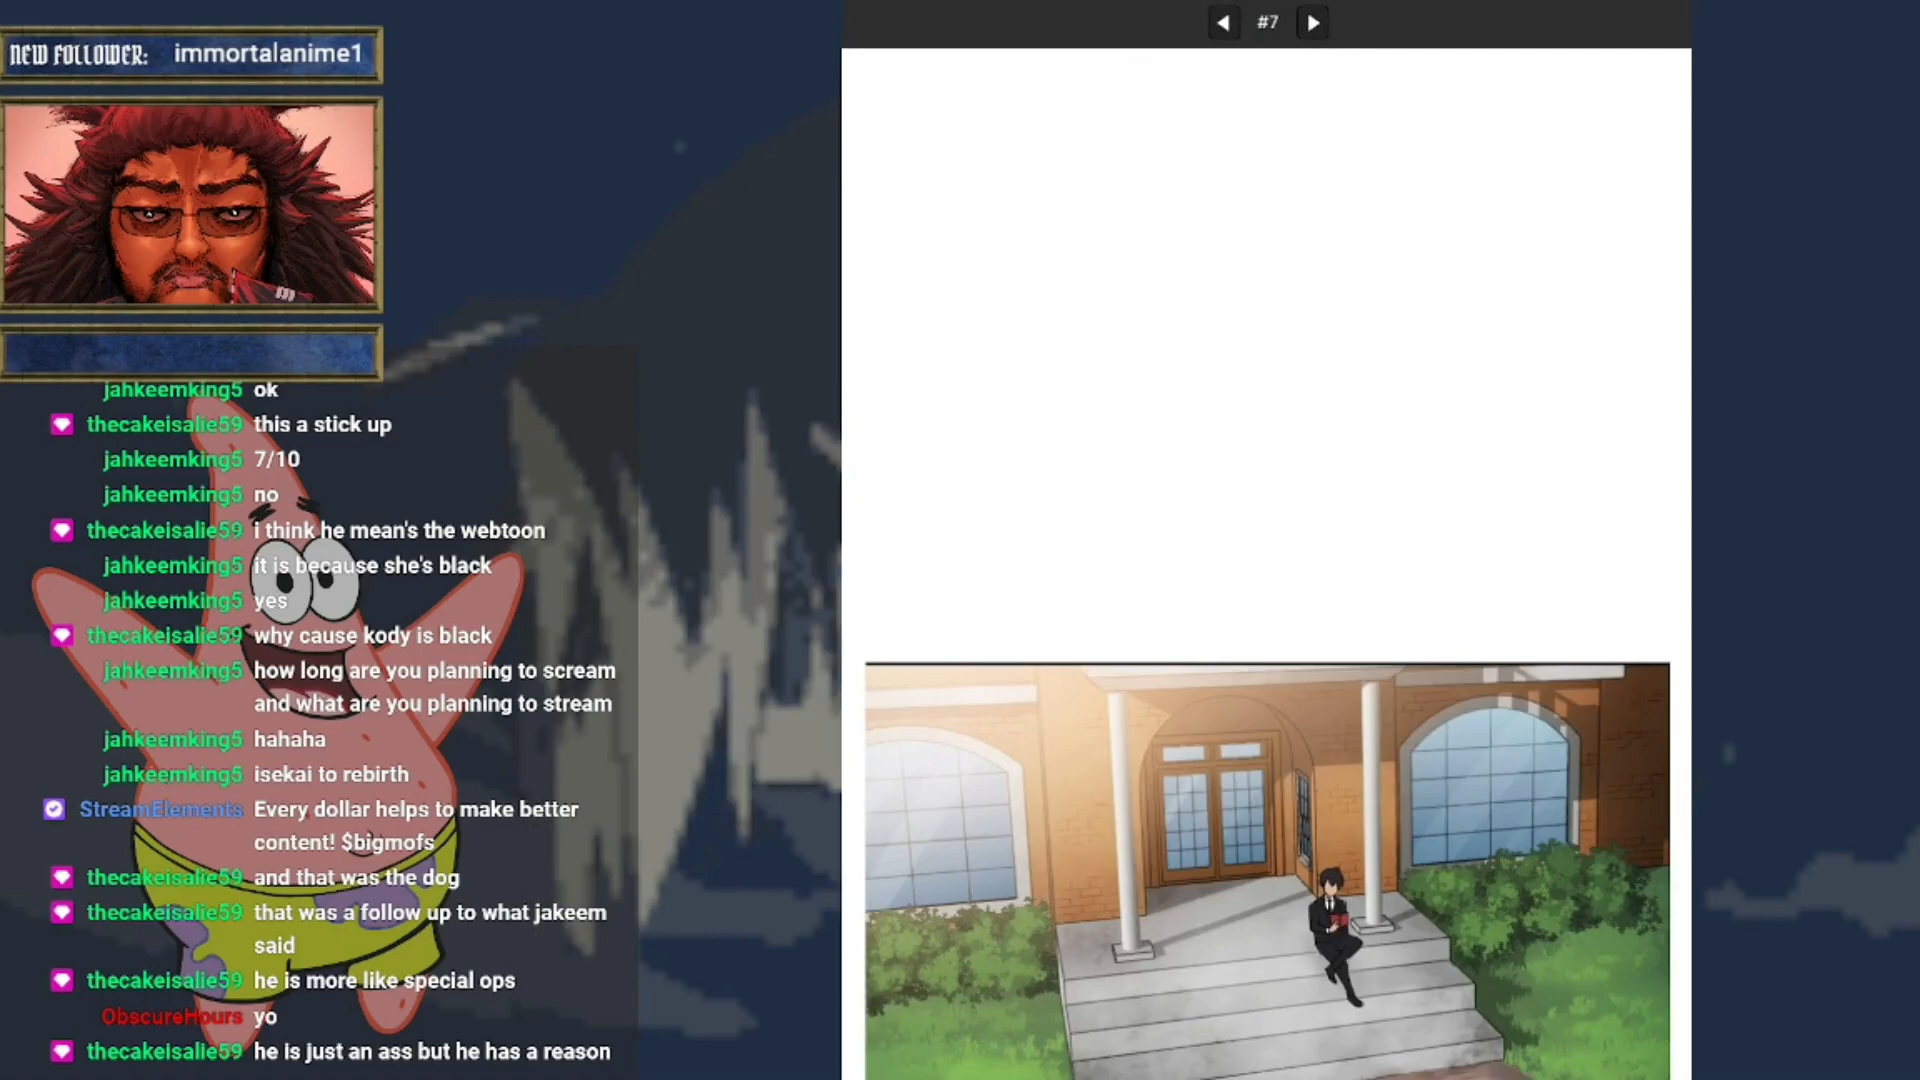 NEW FOLLOWER: immortalanime1
#7
jahkeemking5 ok
thecakeisalie59 this a stick up
jahkeemking5 7/10
jahkeemking5 no
thecakeisalie59 i think he mean's the webtoon
jahkeemking5 it is because she's black
jahkeemking5 yes
thecakeisalie59 why cause kody is black
jahkeemking5 how long are you planning to scream
and what are you planning to stream
jahkeemking5 hahaha
jahkeemking5 isekai to rebirth
StreamElements Every dollar helps to make better
content! $bigmofs
thecakeisalie59 and that was the dog
thecakeisalie59 that was a follow up to what jakeem
said
thecakeisalie59 he is more like special ops
ObscureHours yo
thecakeisalie59 he is just an ass but he has a reason